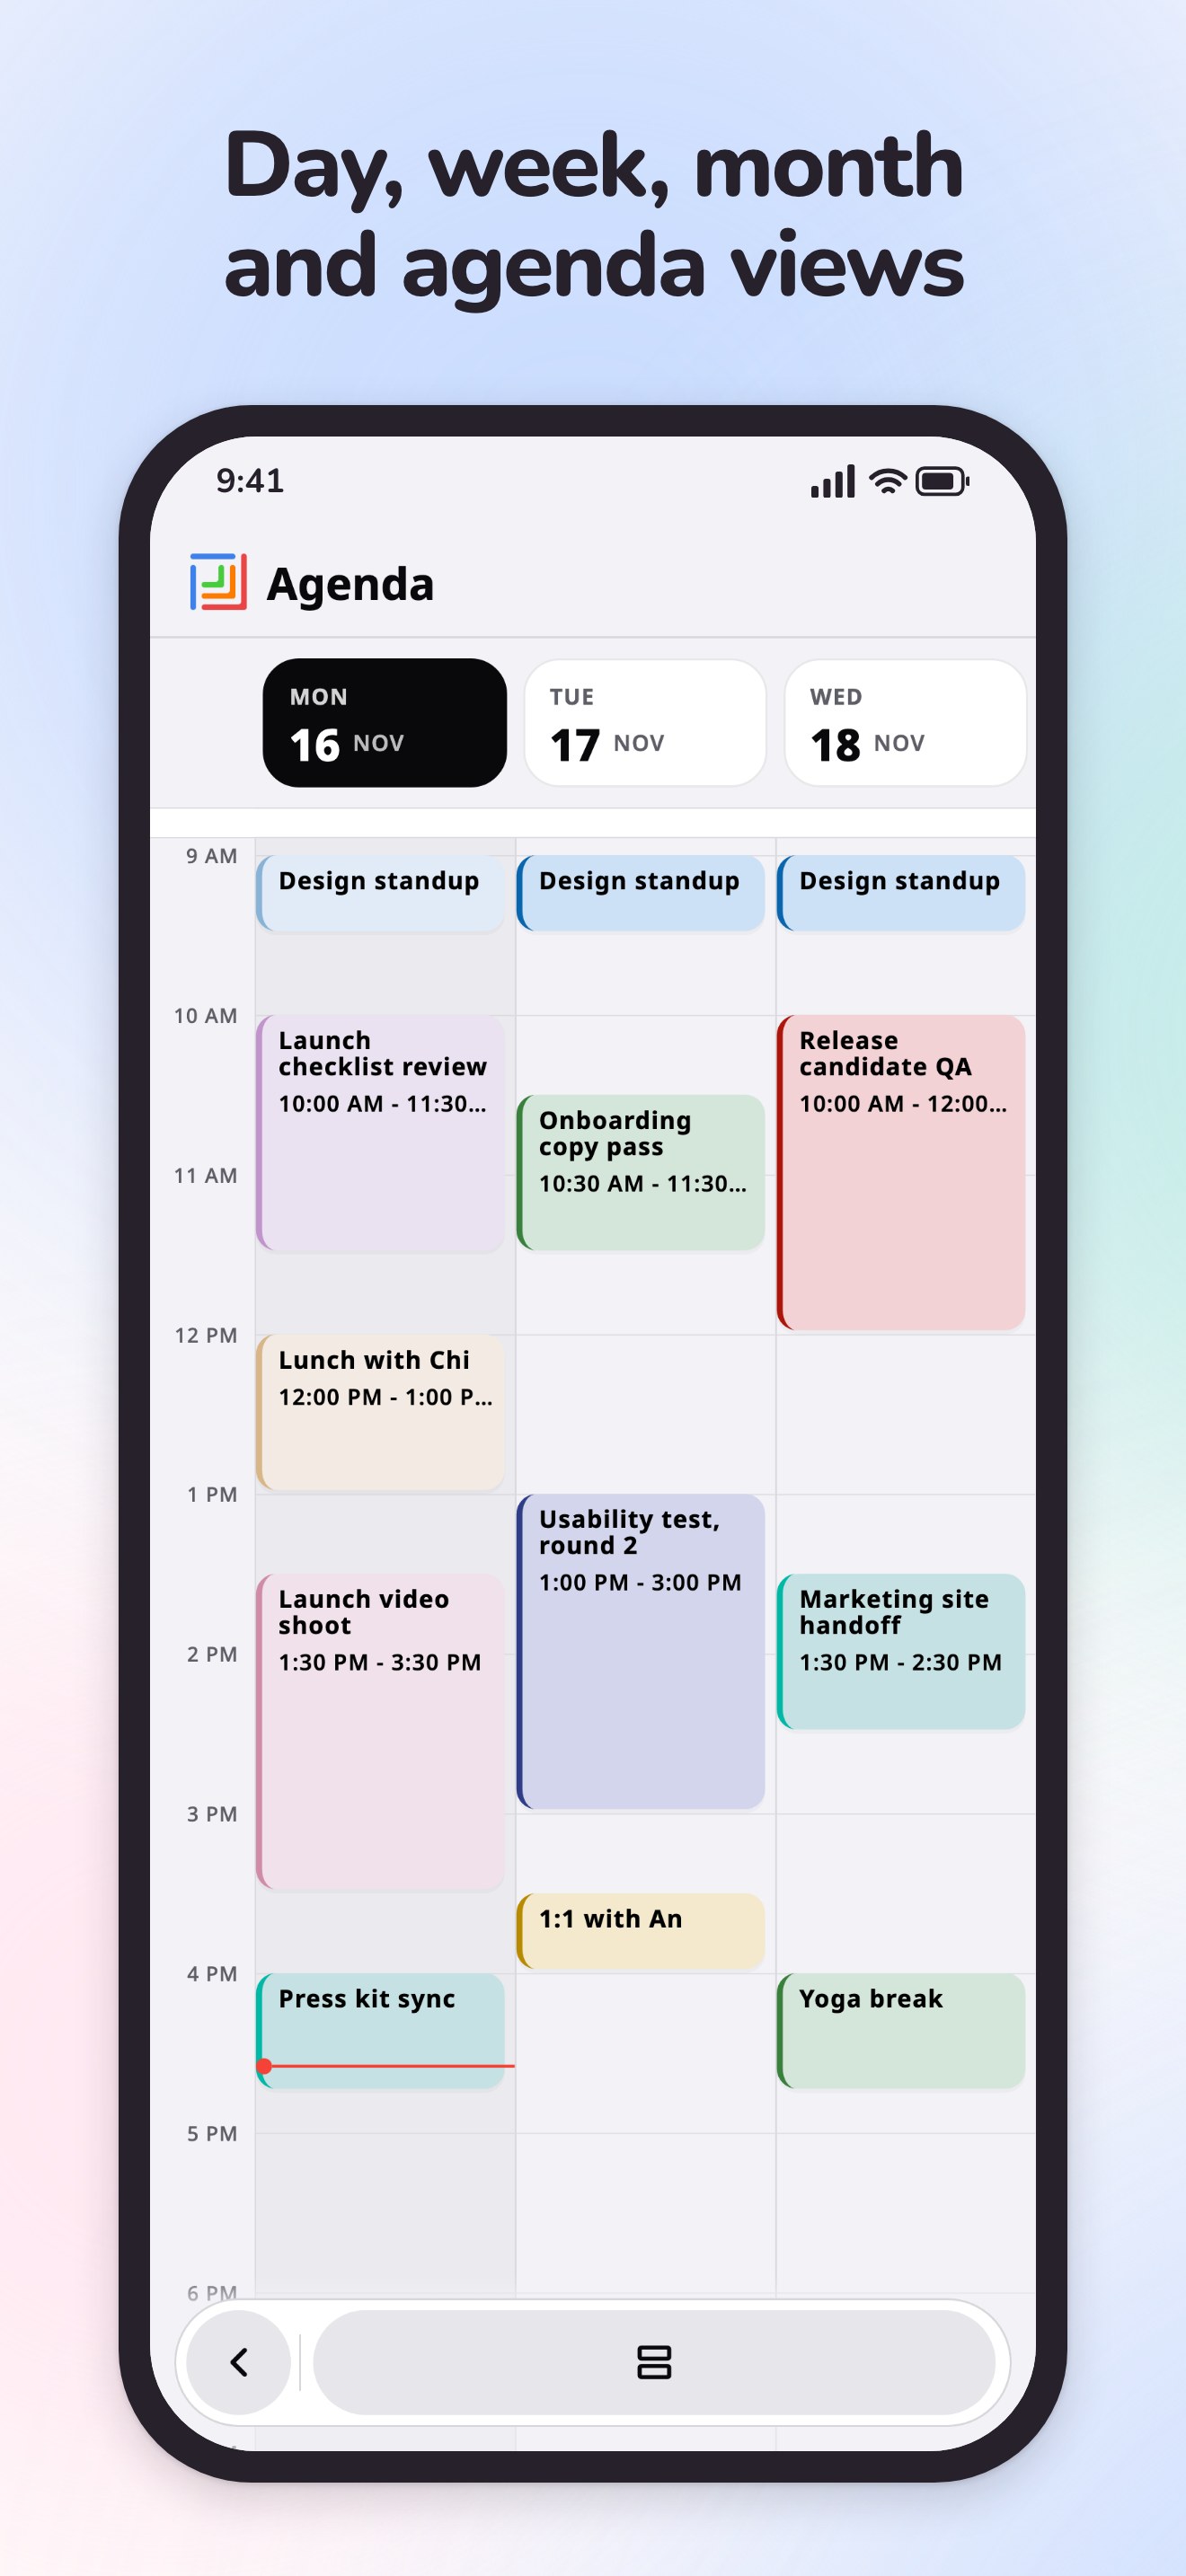 Day, week, month
and agenda views
9:41
Agenda
MON
16 NOV
TUE
17 NOV
WED
18 NOV
9 AM
Design standup
Design standup
Design standup
10 AM
Launch
checklist review
10:00 AM - 11:30...
Release
candidate QA
10:00 AM - 12:00...
Onboarding
copy pass
10:30 AM - 11:30...
11 AM
12 PM
Lunch with Chi
12:00 PM - 1:00 P...
1 PM
Usability test,
round 2
1:00 PM - 3:00 PM
Launch video
shoot
1:30 PM - 3:30 PM
Marketing site
handoff
1:30 PM - 2:30 PM
2 PM
3 PM
1:1 with An
4 PM
Press kit sync
Yoga break
5 PM
6 PM